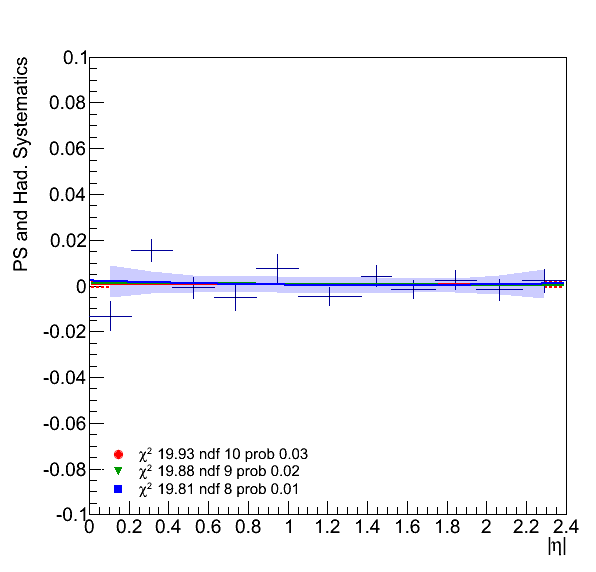 PS and Had. Systematics
0.1
0.08
0.06
0.04
0.02
0
-0.02
-0.04
-0.06
-0.08
-0.1
χ² 19.93 ndf 10 prob 0.03
χ² 19.88 ndf 9 prob 0.02
χ² 19.81 ndf 8 prob 0.01
0 0.2 0.4 0.6 0.8 1 1.2 1.4 1.6 1.8 2 2.2 2.4
|η|